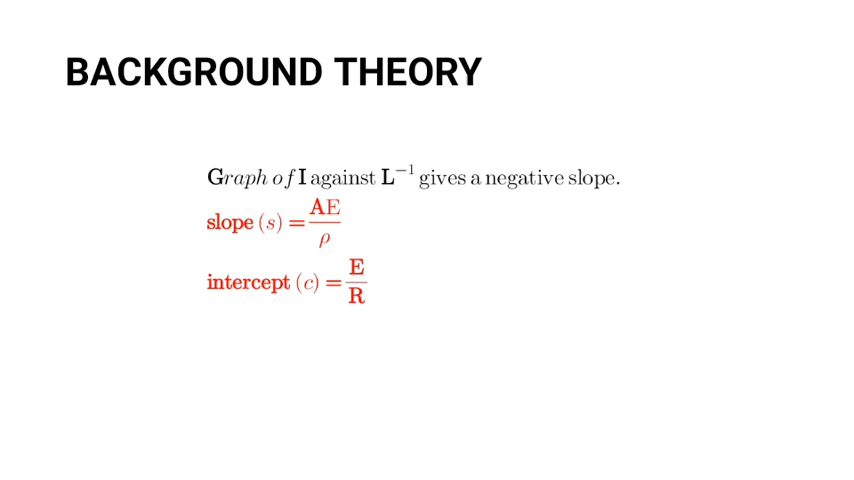 BACKGROUND THEORY
Graph of I against L⁻¹ gives a negative slope.
slope (s) = AE/ρ
intercept (c) = E/R